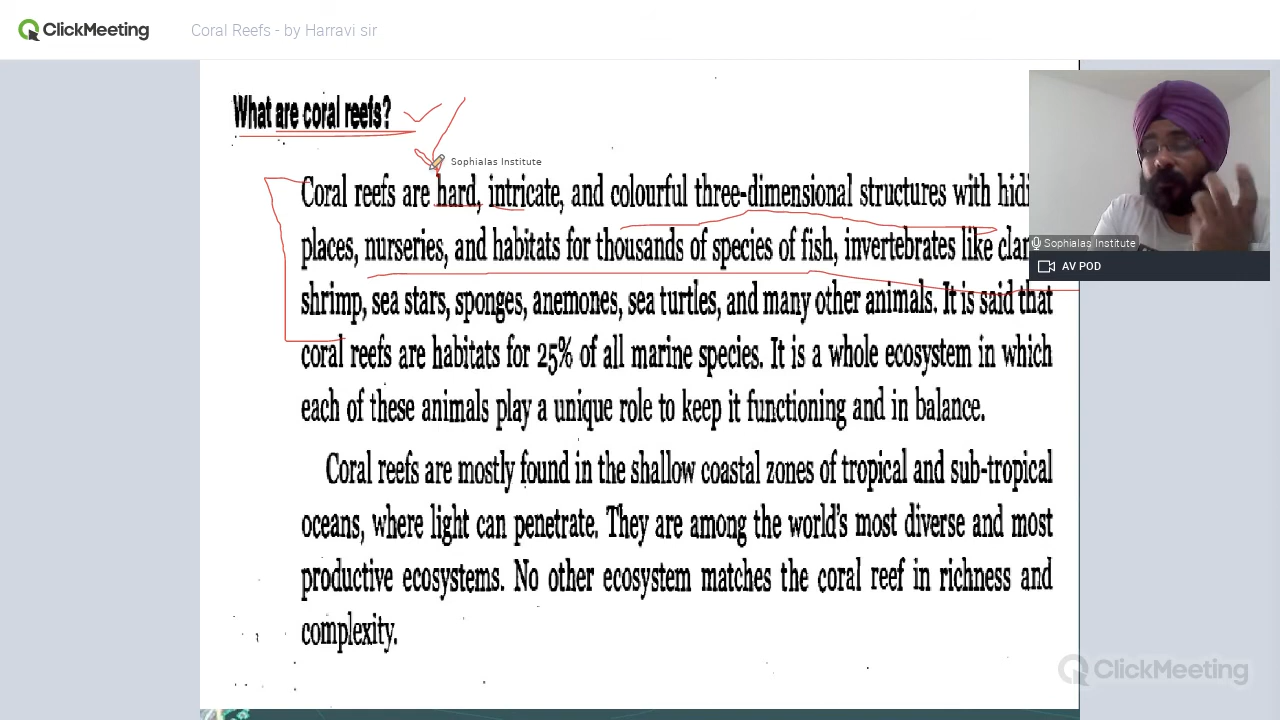 ClickMeeting
Coral Reefs - by Harravi sir
What are coral reefs?
Sophialas Institute
Coral reefs are hard, intricate, and colourful three-dimensional structures with
places, nurseries, and habitats for thousands of species of fish, invertebrates like
Sophialas Institute
AV POD
shrimp, sea stars, sponges, anemones, sea turtles, and many other animals. It is said that
coral reefs are habitats for 25% of all marine species. It is a whole ecosystem in which
each of these animals play a unique role to keep it functioning and in balance.
Coral reefs are mostly found in the shallow coastal zones of tropical and sub-tropical
oceans, where light can penetrate. They are among the world's most diverse and most
productive ecosystems. No other ecosystem matches the coral reef in richness and
complexity.
ClickMeeting